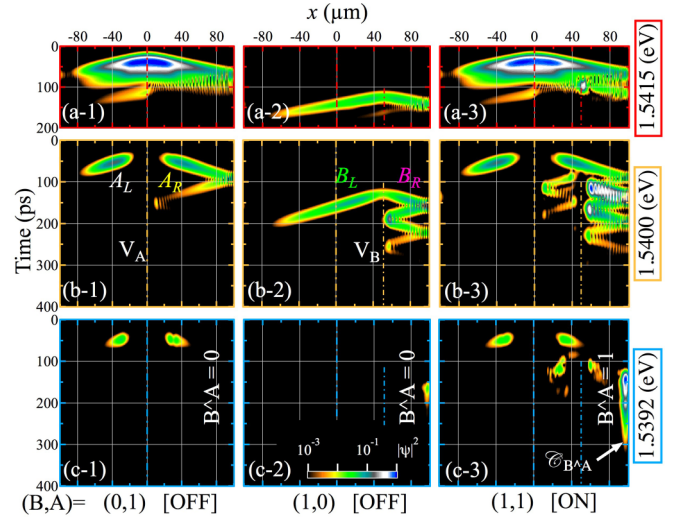 x (µm)
-80 -40 0 40 80 -80 -40 0 40 80 -80 -40 0 40 80
0
100
200
(a-1) (a-2) (a-3)
1.5415 (eV)
Time (ps)
0
100
200
300
400
A_L A_R
V_A
(b-1)
B_L B_R
V_B
(b-2)
(b-3)
1.5400 (eV)
0
100
200
300
400
B^A = 0
(c-1)
B^A = 0
10⁻³ 10⁻¹ |ψ|²
(c-2)
B^A = 1
𝒞_B^A
(c-3)
1.5392 (eV)
(B,A)= (0,1) [OFF] (1,0) [OFF] (1,1) [ON]